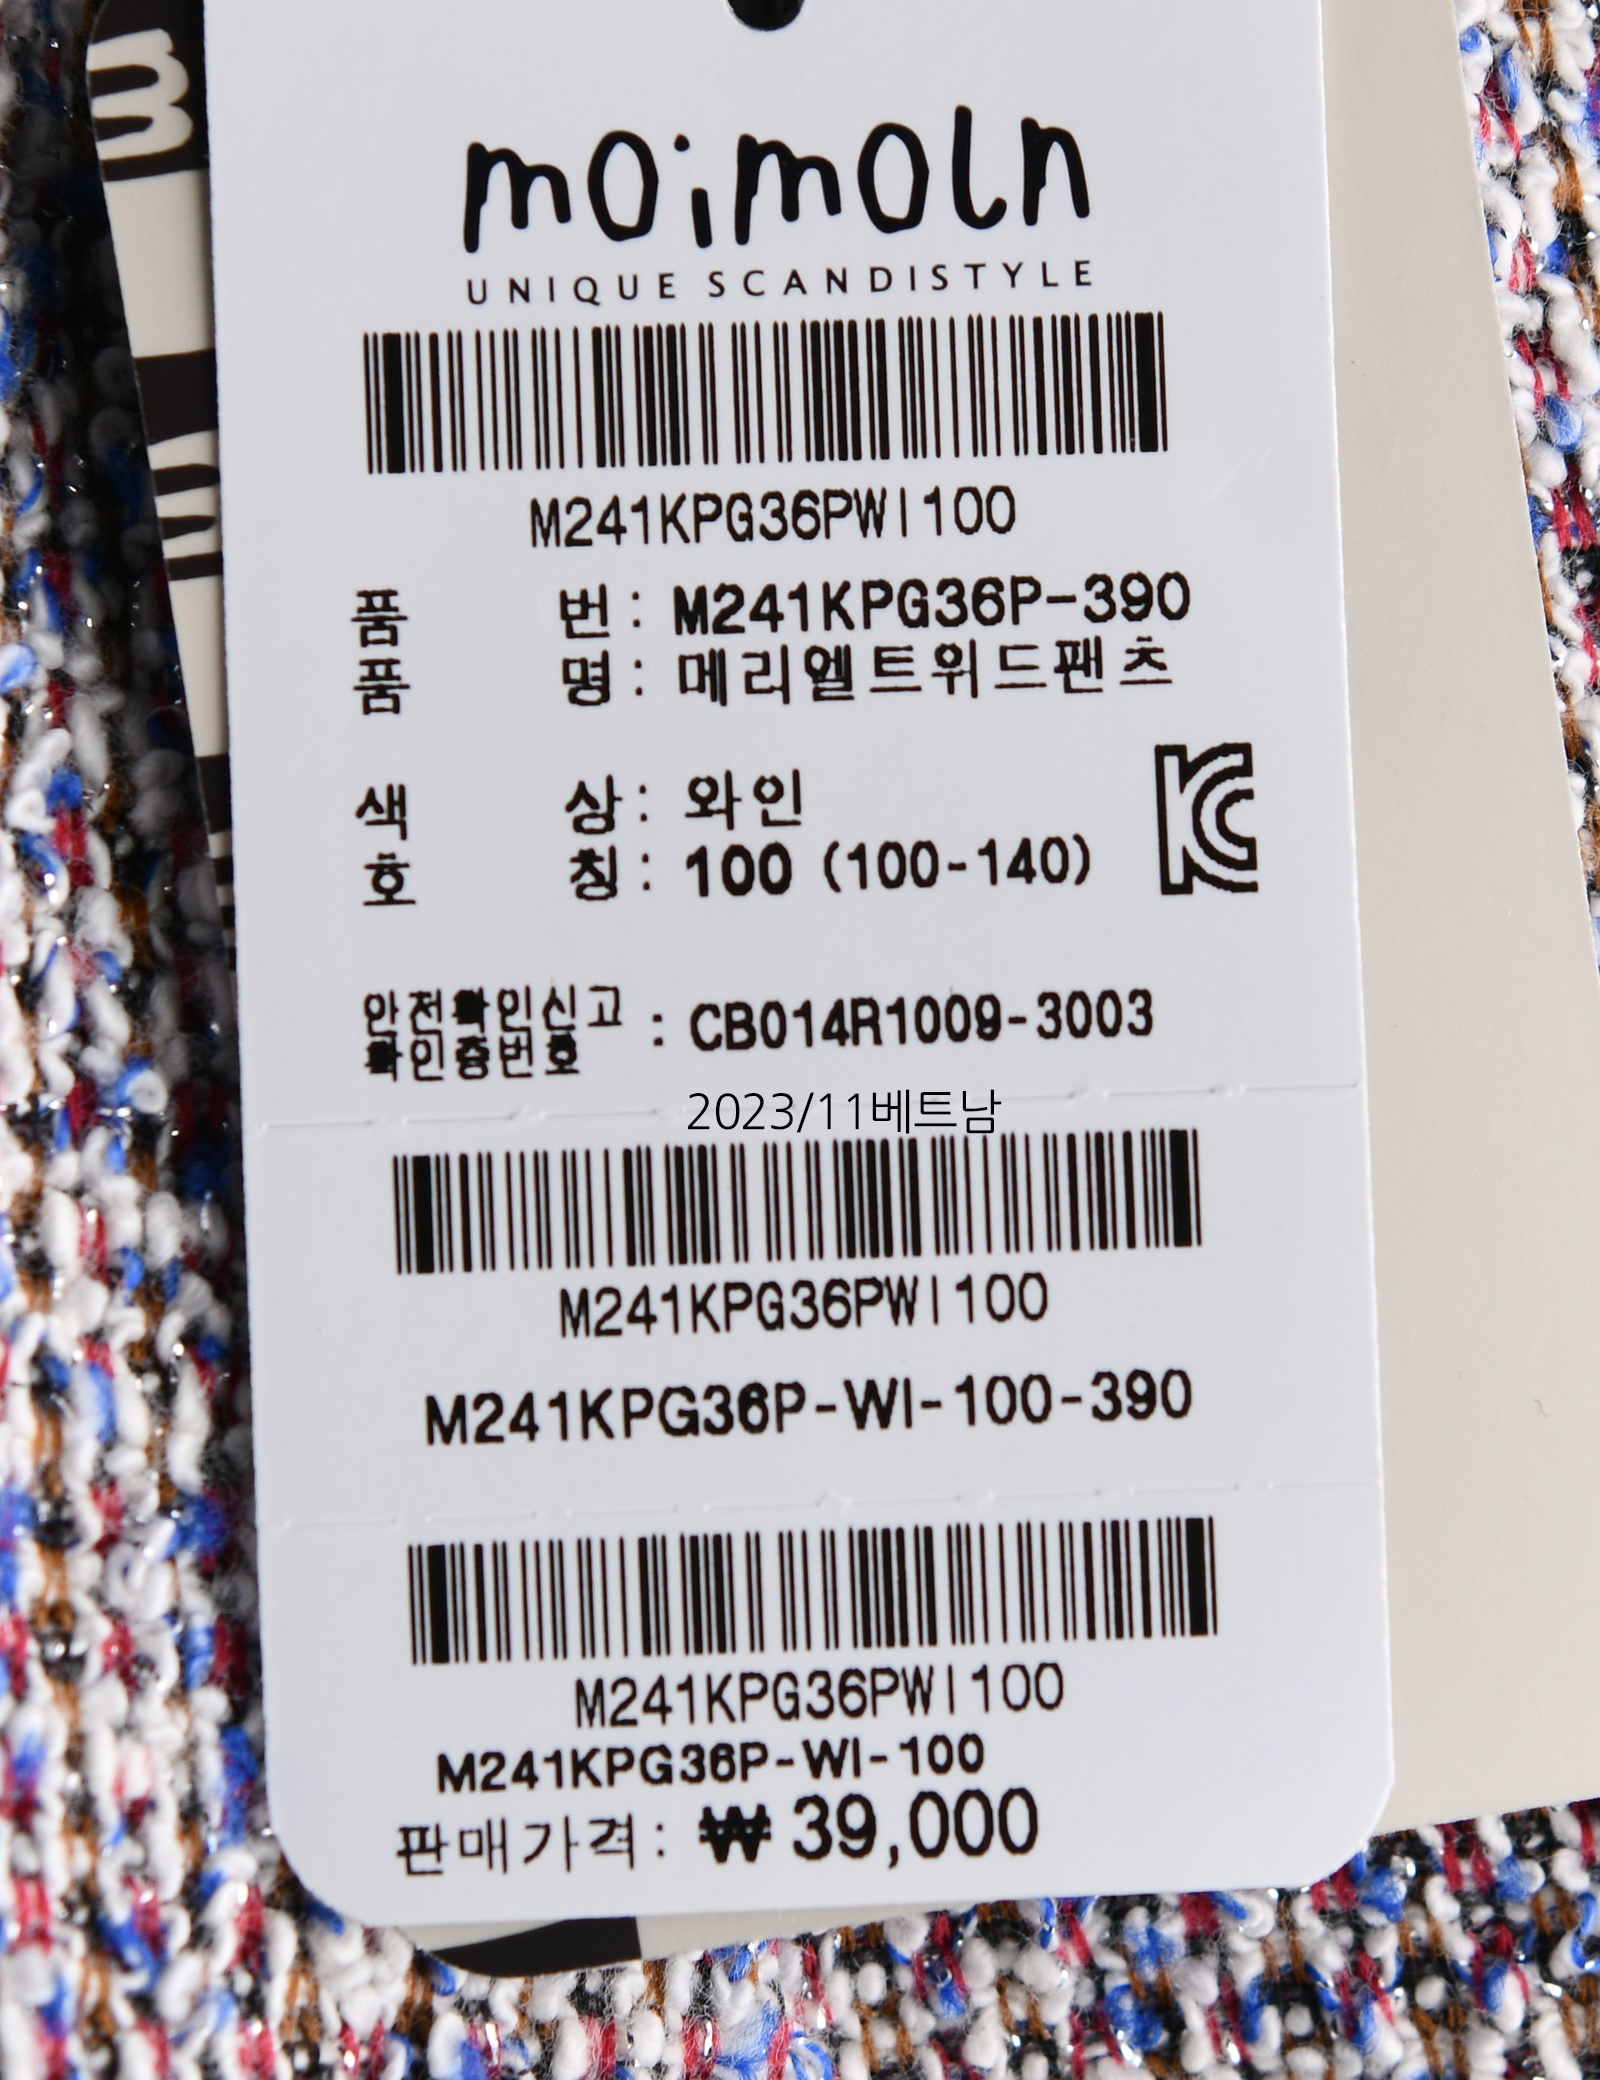 moimoln
UNIQUE SCANDISTYLE
M241KPG36PWI100
품 번 : M241KPG36P-390
품 명 : 메리엘트위드팬츠
색 상 : 와인
호 칭 : 100 (100-140)
안전확인신고
확인증번호 : CB014R1009-3003
2023/11베트남
M241KPG36PWI100
M241KPG36P-WI-100-390
M241KPG36PWI100
M241KPG36P-WI-100
판매가격: ₩ 39,000